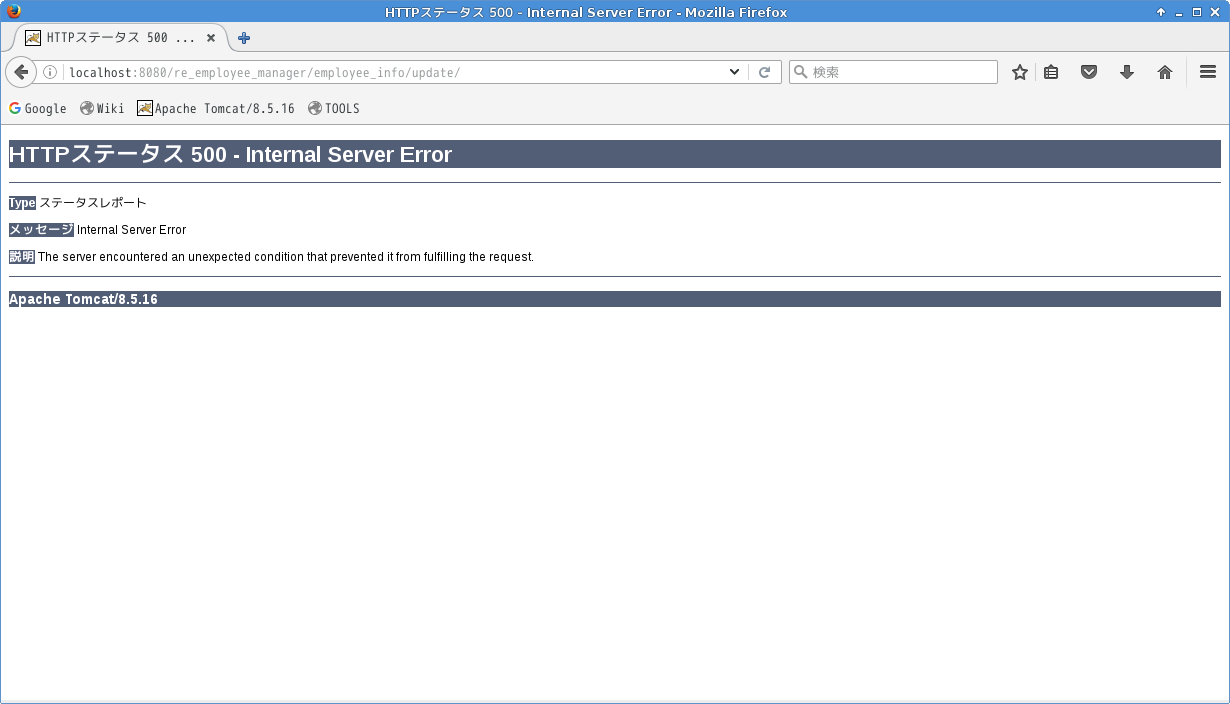 HTTPステータス 500 - Internal Server Error - Mozilla Firefox
HTTPステータス 500 ...
localhost:8080/re_employee_manager/employee_info/update/
検索
Google Wiki Apache Tomcat/8.5.16 TOOLS
HTTPステータス 500 - Internal Server Error
Type ステータスレポート
メッセージ Internal Server Error
説明 The server encountered an unexpected condition that prevented it from fulfilling the request.
Apache Tomcat/8.5.16